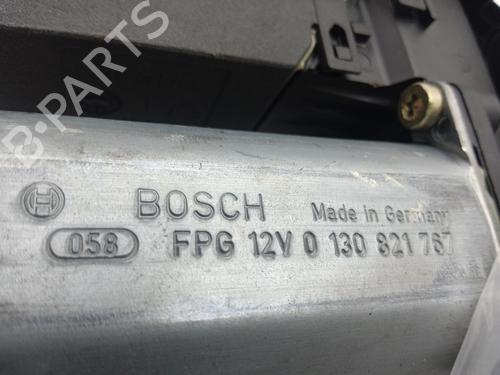 B-PARTS
BOSCH Made in Germany
058 FPG 12V 0 130 821 767